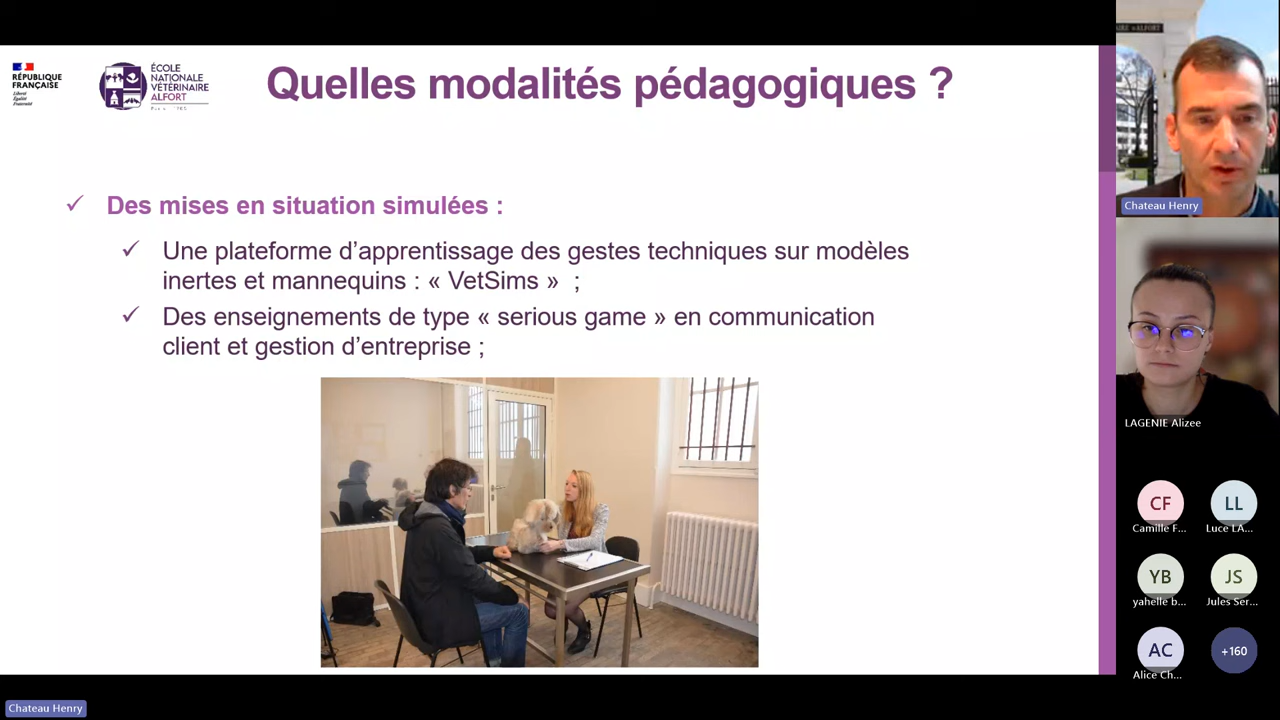 RÉPUBLIQUE
FRANÇAISE
Liberté
Égalité
Fraternité
ÉCOLE
NATIONALE
VÉTÉRINAIRE
ALFORT
Quelles modalités pédagogiques ?
✓ Des mises en situation simulées :
✓ Une plateforme d’apprentissage des gestes techniques sur modèles
inertes et mannequins : « VetSims » ;
✓ Des enseignements de type « serious game » en communication
client et gestion d’entreprise ;
Chateau Henry
LAGENIE Alizee
CF
Camille F...
LL
Luce LA...
YB
yahelle b...
JS
Jules Ser...
AC
Alice Ch...
+160
Chateau Henry